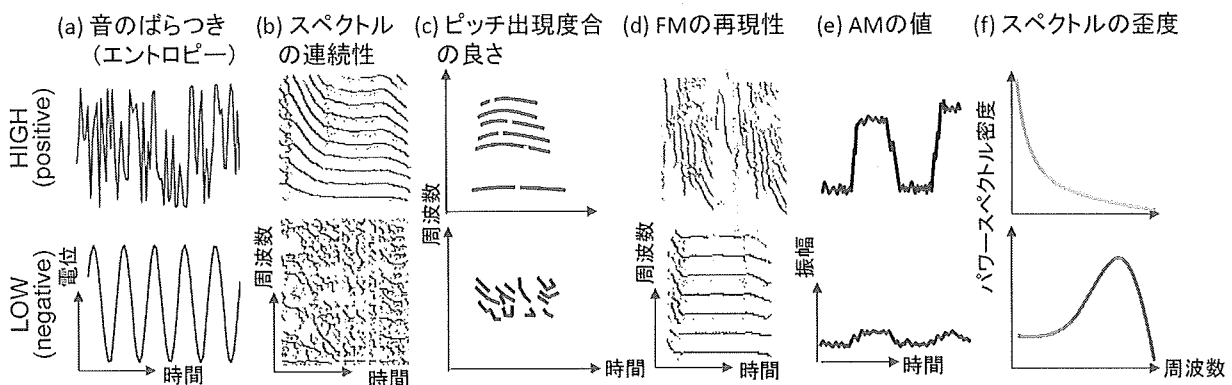 (a) 音のばらつき
（エントロピー）
(b) スペクトル
の連続性
(c) ピッチ出現度合
の良さ
(d) FMの再現性
(e) AMの値
(f) スペクトルの歪度
HIGH
(positive)
周波数
パワースペクトル密度
LOW
(negative)
電位
時間
周波数
時間
周波数
時間
周波数
時間
振幅
時間
周波数